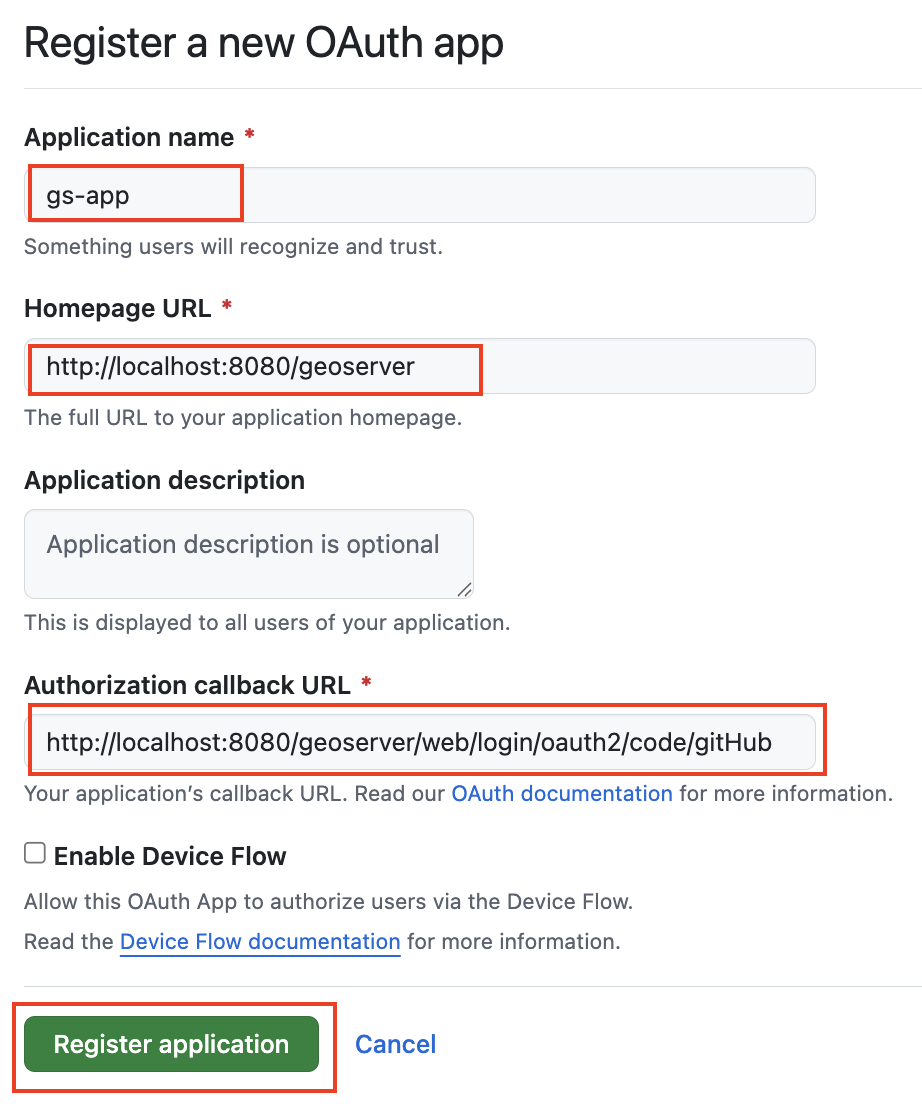 Register a new OAuth app
Application name *
gs-app
Something users will recognize and trust.
Homepage URL *
http://localhost:8080/geoserver
The full URL to your application homepage.
Application description
Application description is optional
This is displayed to all users of your application.
Authorization callback URL *
http://localhost:8080/geoserver/web/login/oauth2/code/gitHub
Your application’s callback URL. Read our OAuth documentation for more information.
Enable Device Flow
Allow this OAuth App to authorize users via the Device Flow.
Read the Device Flow documentation for more information.
Register application Cancel